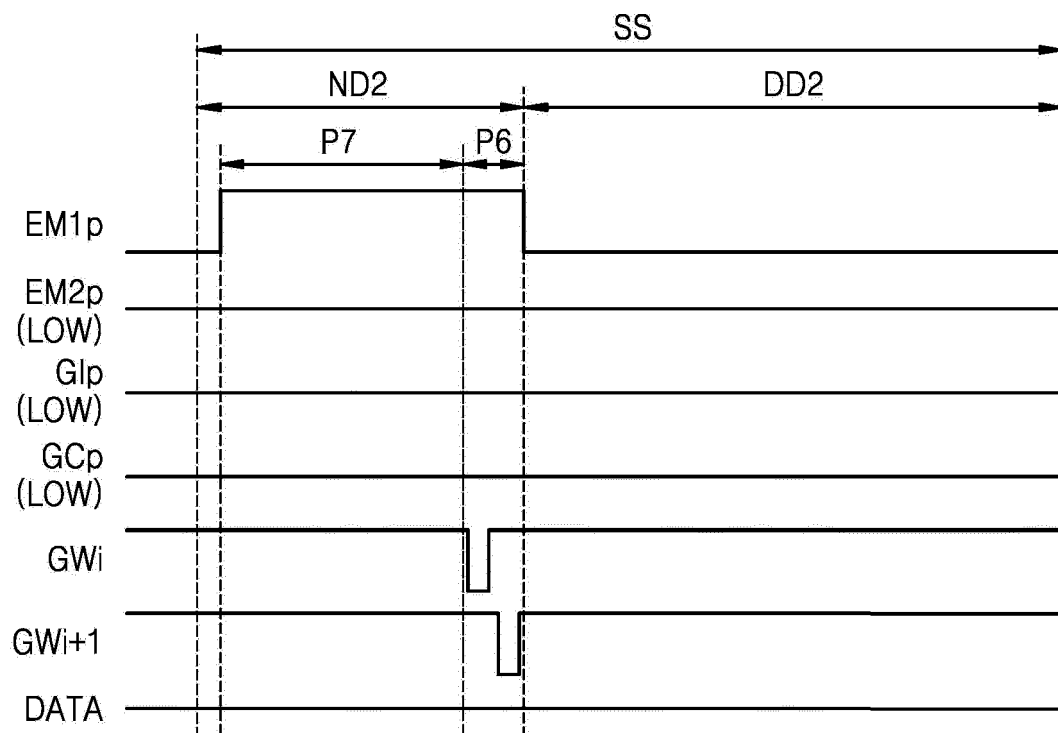 SS
ND2 DD2
P7 P6
EM1p
EM2p
(LOW)
GIp
(LOW)
GCp
(LOW)
GWi
GWi+1
DATA